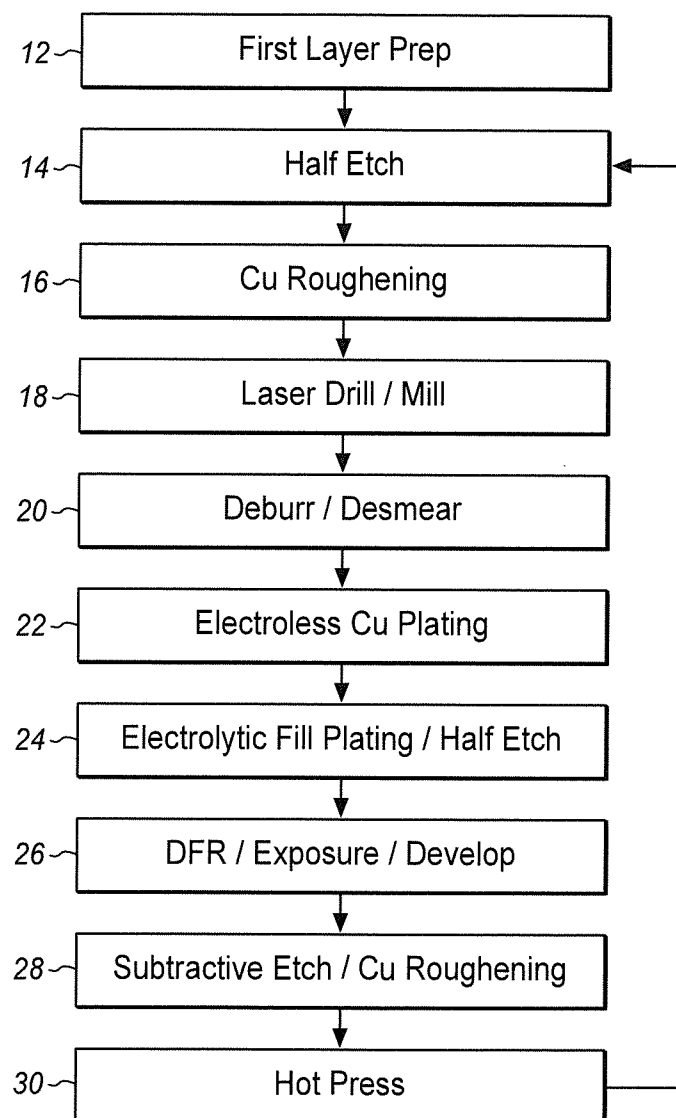 12 First Layer Prep
14 Half Etch
16 Cu Roughening
18 Laser Drill / Mill
20 Deburr / Desmear
22 Electroless Cu Plating
24 Electrolytic Fill Plating / Half Etch
26 DFR / Exposure / Develop
28 Subtractive Etch / Cu Roughening
30 Hot Press